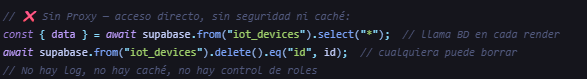 // ❌ Sin Proxy — acceso directo, sin seguridad ni caché:
const { data } = await supabase.from("iot_devices").select("*");  // llama BD en cada render
await supabase.from("iot_devices").delete().eq("id", id);  // cualquiera puede borrar
// No hay log, no hay caché, no hay control de roles